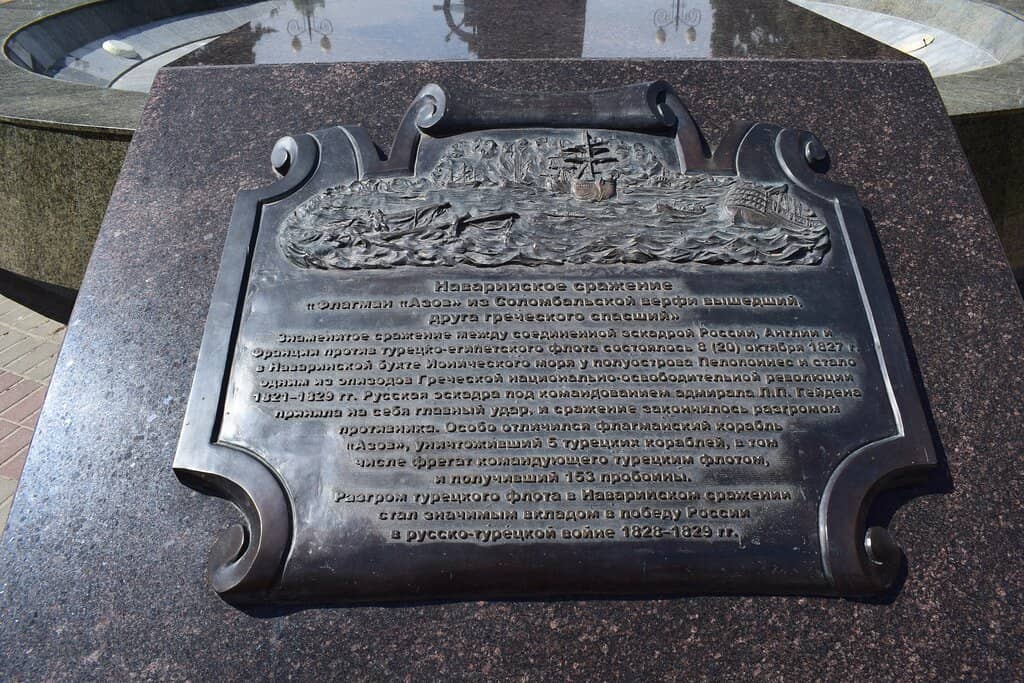 Наваринское сражение
«Флагман «Азов» из Соломбальской верфи вышедший,
друга греческого спасший»
Знаменитое сражение между соединенной эскадрой России, Англии и
Франции против турецко-египетского флота состоялось 8 (20) октября 1827 г.
в Наваринской бухте Ионического моря у полуострова Пеллопонес и стало
одним из эпизодов Греческой национально-освободительной революции
1821–1829 гг. Русская эскадра под командованием адмирала Л.П. Гейдена
приняла на себя главный удар, и сражение закончилось разгромом
противника. Особо отличился флагманский корабль
«Азов», уничтоживший 5 турецких кораблей, в том
числе фрегат командующего турецким флотом,
и получивший 153 пробоины.
Разгром турецкого флота в Наваринском сражении
стал значимым вкладом в победу России
в русско-турецкой войне 1828–1829 гг.